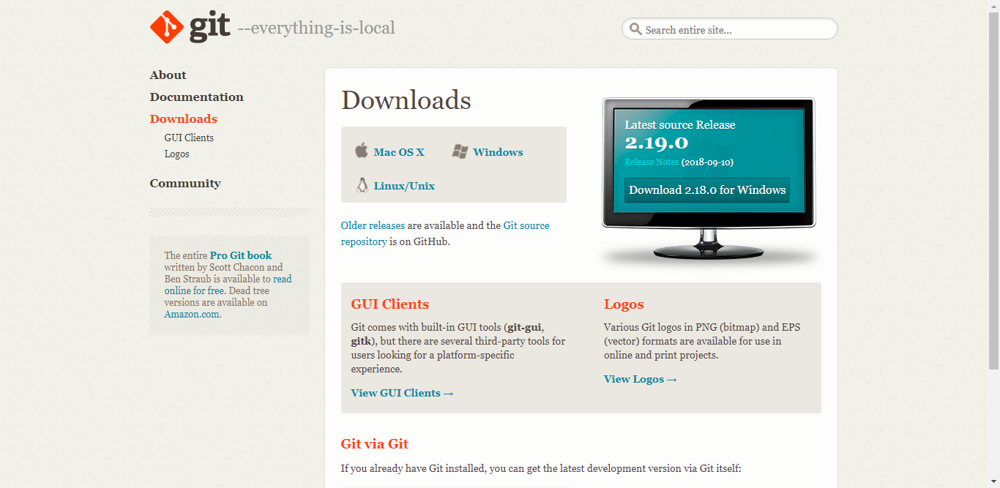 git --everything-is-local
Search entire site...
About
Documentation
Downloads
GUI Clients
Logos
Community
The entire Pro Git book
written by Scott Chacon and
Ben Straub is available to read
online for free. Dead tree
versions are available on
Amazon.com.
Downloads
Mac OS X
Windows
Linux/Unix
Older releases are available and the Git source
repository is on GitHub.
Latest source Release
2.19.0
Release Notes (2018-09-10)
Download 2.18.0 for Windows
GUI Clients
Git comes with built-in GUI tools (git-gui,
gitk), but there are several third-party tools for
users looking for a platform-specific
experience.
View GUI Clients →
Logos
Various Git logos in PNG (bitmap) and EPS
(vector) formats are available for use in
online and print projects.
View Logos →
Git via Git
If you already have Git installed, you can get the latest development version via Git itself: